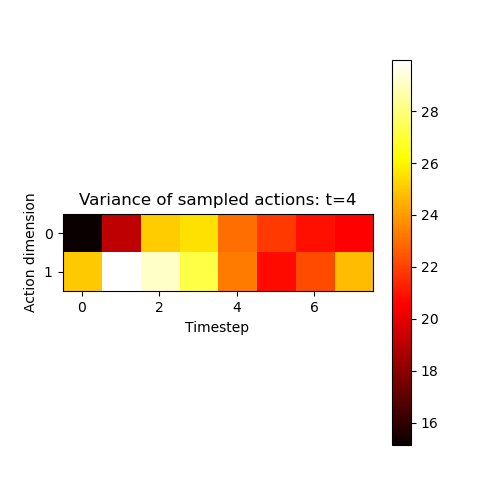 Variance of sampled actions: t=4
Action dimension
0
1
0 2 4 6
Timestep
28
26
24
22
20
18
16